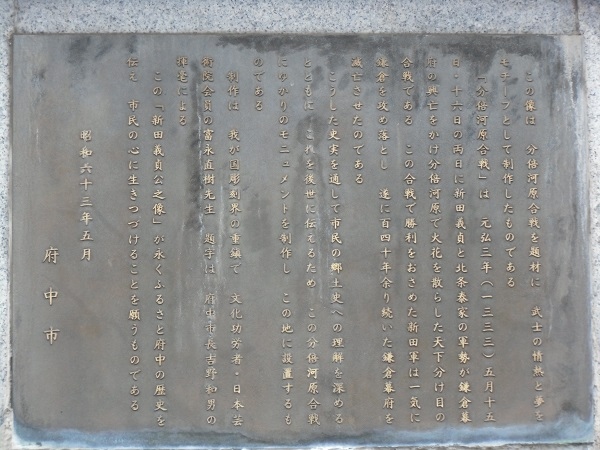 この像は 分倍河原合戦を題材に 武士の情熱と夢を
モチーフとして制作したものである
「分倍河原合戦」は 元弘三年(一三三三)五月十五
日・十六日の両日に新田義貞と北条泰家の軍勢が鎌倉幕
府の興亡をかけ分倍河原で火花を散らした天下分け目の
合戦である この合戦で勝利をおさめた新田軍は一気に
鎌倉を攻め落とし 遂に百四十年余り続いた鎌倉幕府を
滅亡させたのである
こうした史実を通して市民の郷土史への理解を深める
とともに これを後世に伝えるため この分倍河原合戦
にゆかりのモニュメントを制作し この地に設置するも
のである
制作は 我が国彫刻界の重鎮で 文化功労者・日本芸
術院会員の富永直樹先生 題字は 府中市長吉野和男の
揮毫による
この「新田義貞公之像」が永くふるさと府中の歴史を
伝え 市民の心に生きつづけることを願うものである
昭和六十三年五月
府中市